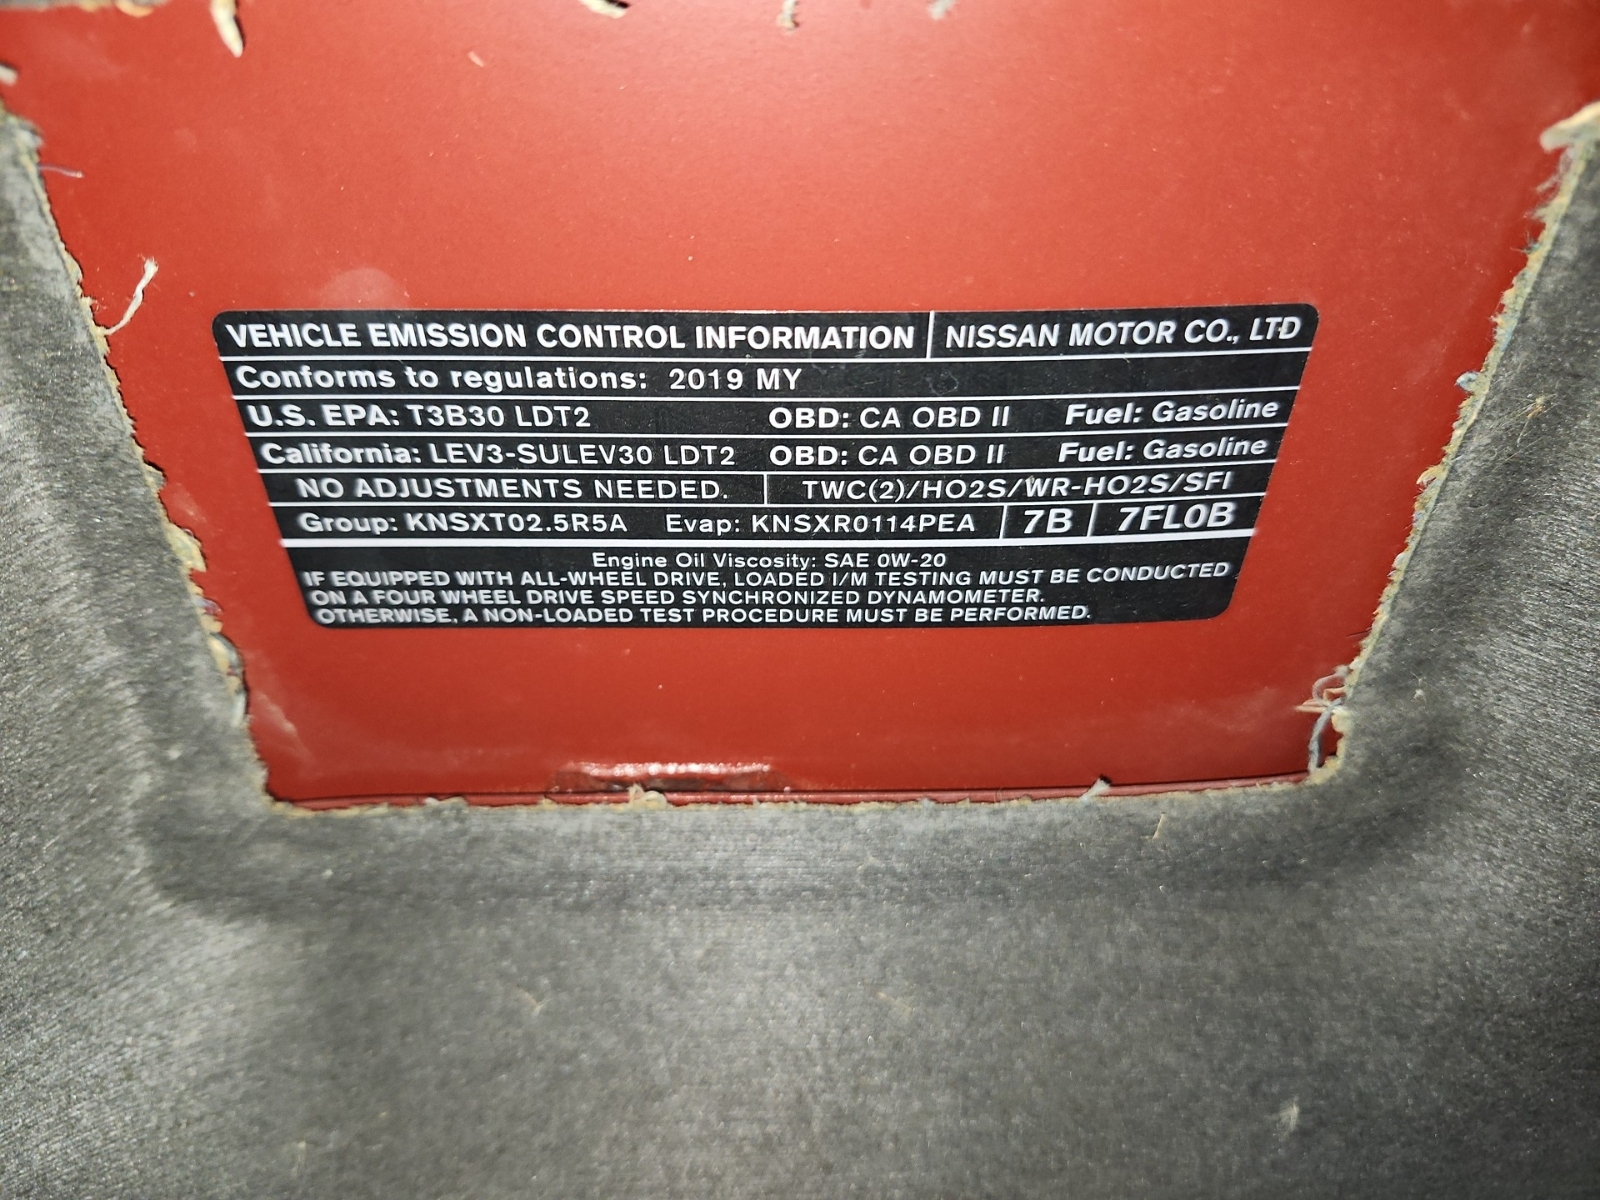 VEHICLE EMISSION CONTROL INFORMATION NISSAN MOTOR CO., LTD
Conforms to regulations: 2019 MY
U.S. EPA: T3B30 LDT2 OBD: CA OBD II Fuel: Gasoline
California: LEV3-SULEV30 LDT2 OBD: CA OBD II Fuel: Gasoline
NO ADJUSTMENTS NEEDED. TWC(2)/HO2S/WR-HO2S/SFI
Group: KNSXT02.5R5A Evap: KNSXR0114PEA 7B 7FL0B
Engine Oil Viscosity: SAE 0W-20
IF EQUIPPED WITH ALL-WHEEL DRIVE, LOADED I/M TESTING MUST BE CONDUCTED
ON A FOUR WHEEL DRIVE SPEED SYNCHRONIZED DYNAMOMETER.
OTHERWISE, A NON-LOADED TEST PROCEDURE MUST BE PERFORMED.